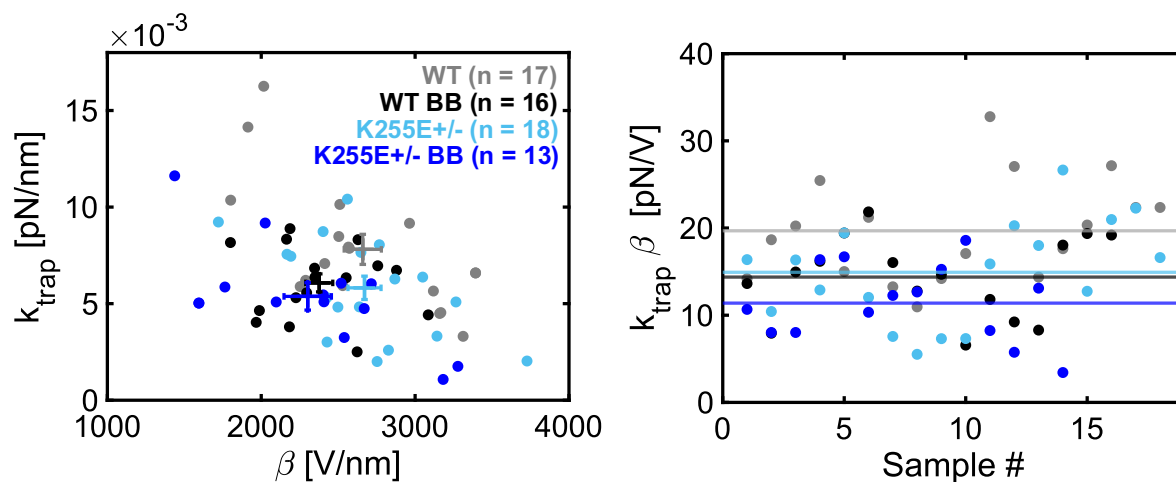 ×10⁻³
15
10
5
0
k_trap [pN/nm]
WT (n = 17)
WT BB (n = 16)
K255E+/- (n = 18)
K255E+/- BB (n = 13)
1000 2000 3000 4000
β [V/nm]
40
30
20
10
0
k_trap β [pN/V]
0 5 10 15
Sample #